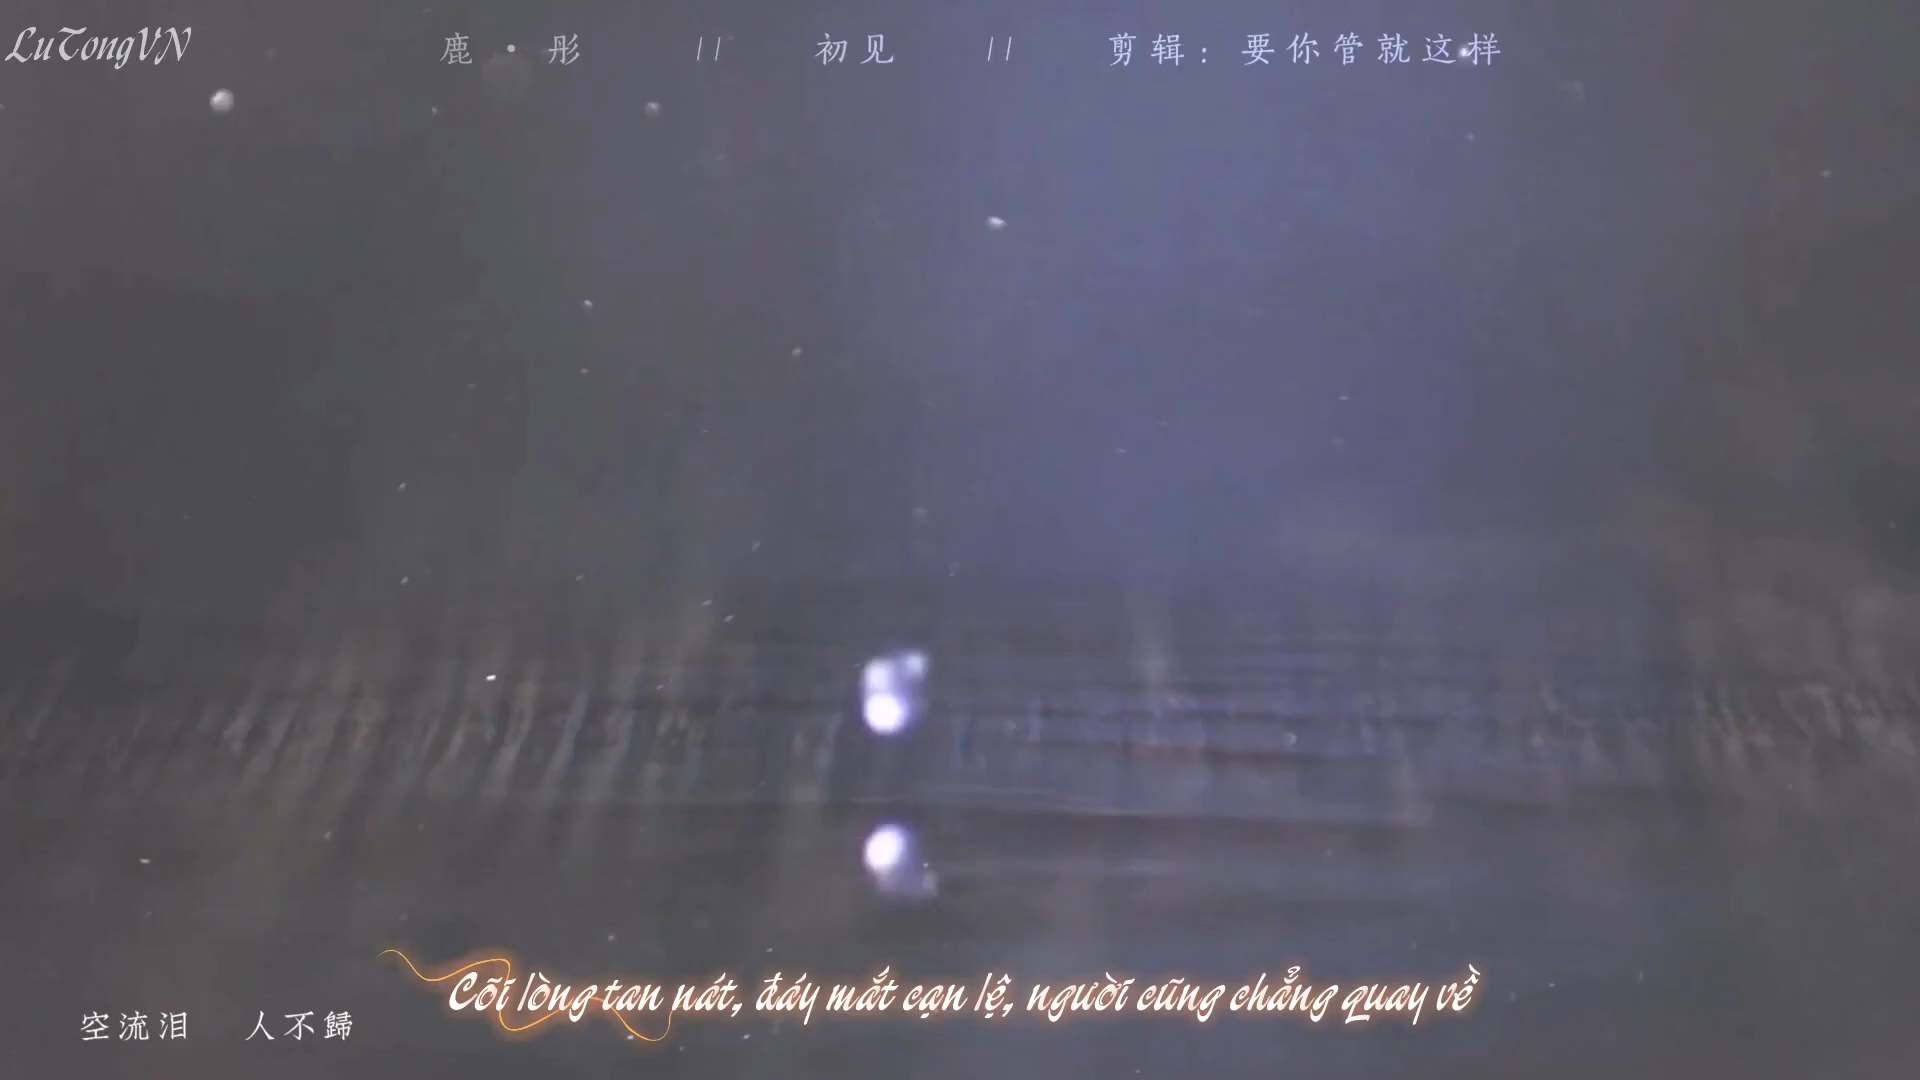 LuTongVN
鹿 · 彤 // 初见 // 剪辑：要你管就这样
Cõi lòng tan nát, đáy mắt cạn lệ, người cũng chẳng quay về
空流泪 人不歸